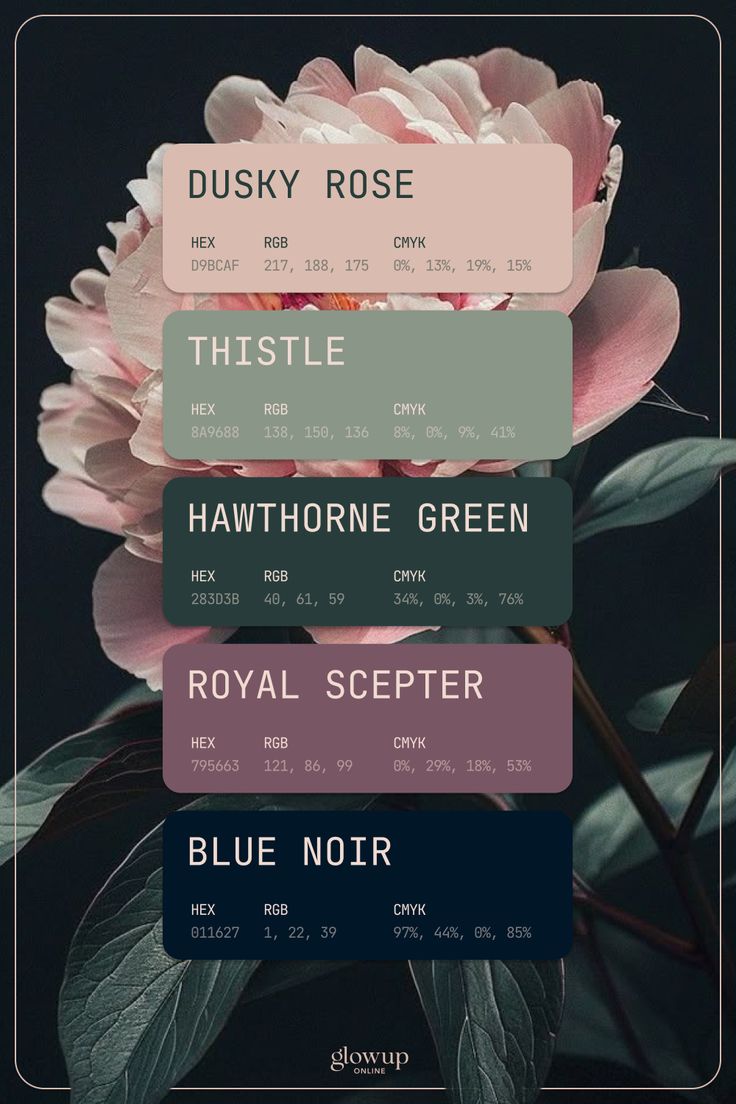 DUSKY ROSE
HEX RGB CMYK
D9BCAF 217, 188, 175 0%, 13%, 19%, 15%
THISTLE
HEX RGB CMYK
8A9688 138, 150, 136 8%, 0%, 9%, 41%
HAWTHORNE GREEN
HEX RGB CMYK
283D3B 40, 61, 59 34%, 0%, 3%, 76%
ROYAL SCEPTER
HEX RGB CMYK
795663 121, 86, 99 0%, 29%, 18%, 53%
BLUE NOIR
HEX RGB CMYK
011627 1, 22, 39 97%, 44%, 0%, 85%
glowup
ONLINE